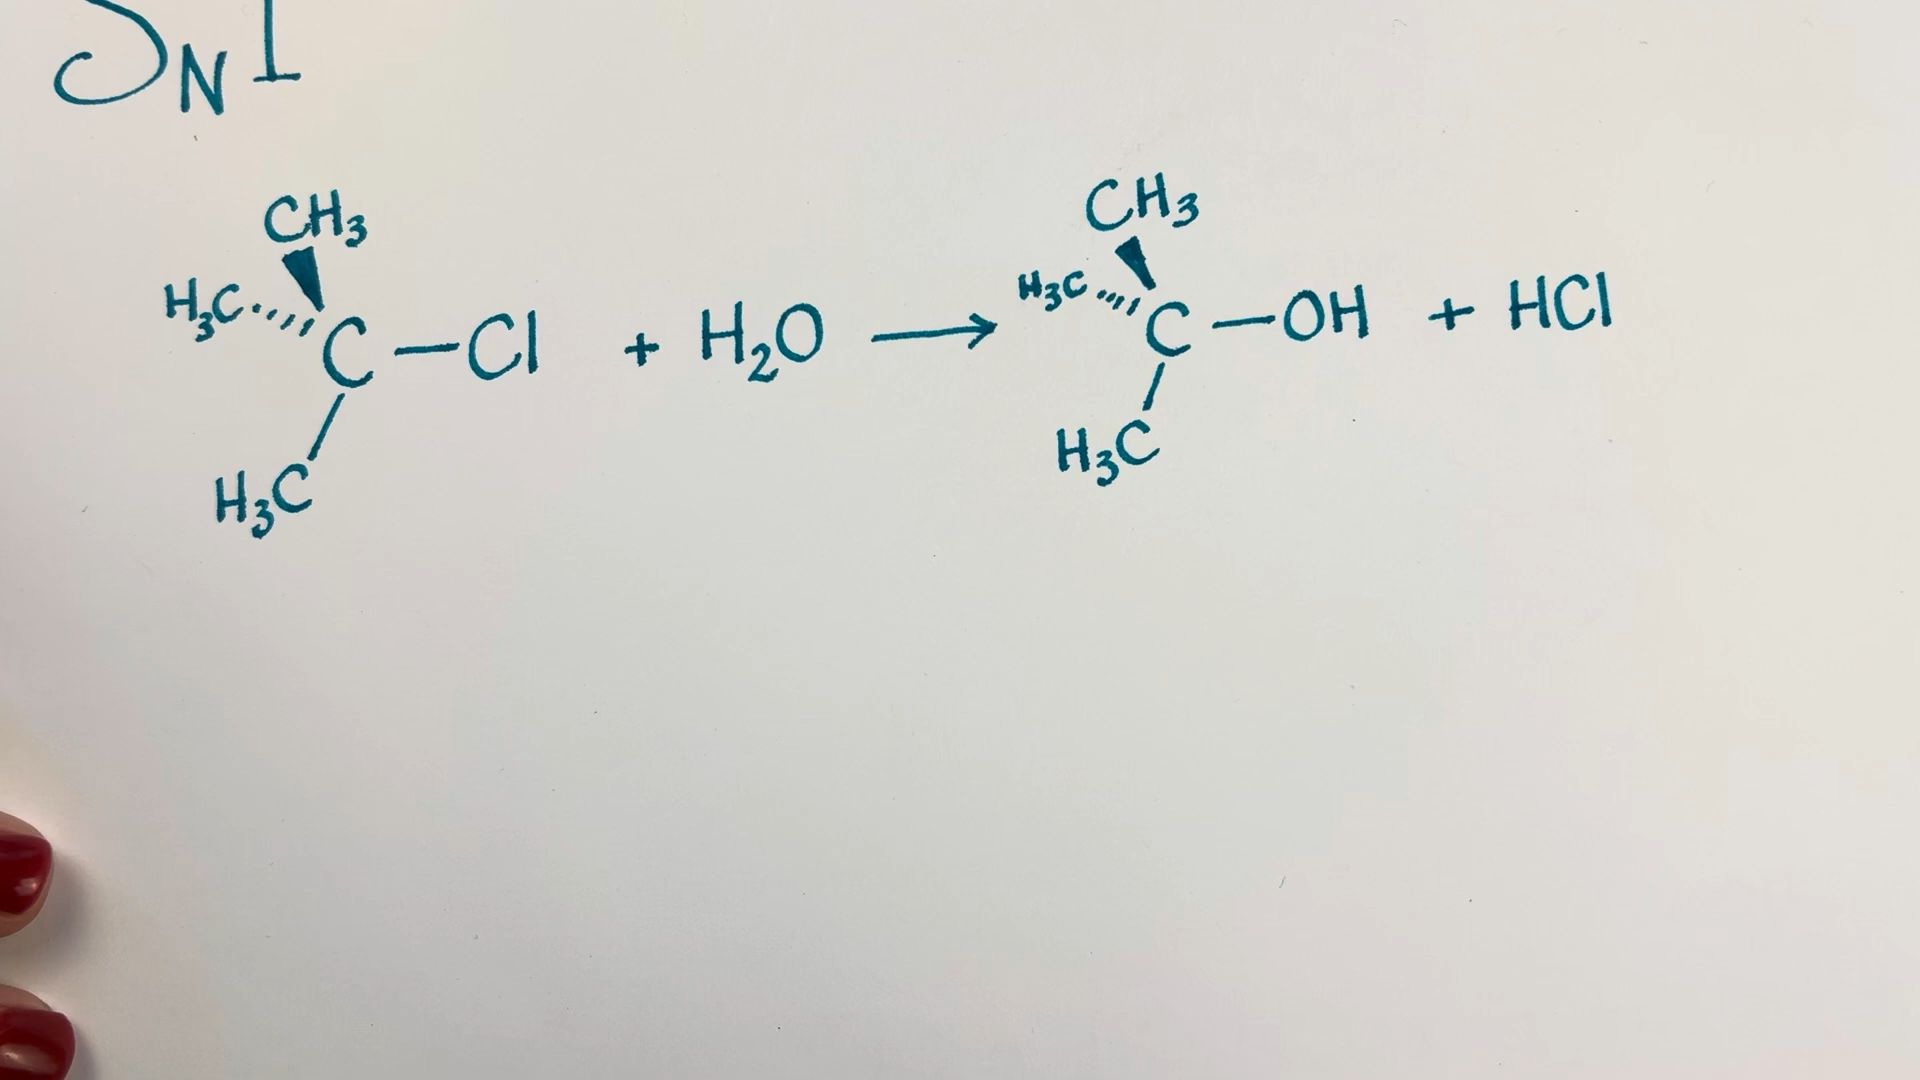 SN1
CH3 CH3
H3C H3C
C—Cl + H2O → C—OH + HCl
H3C H3C